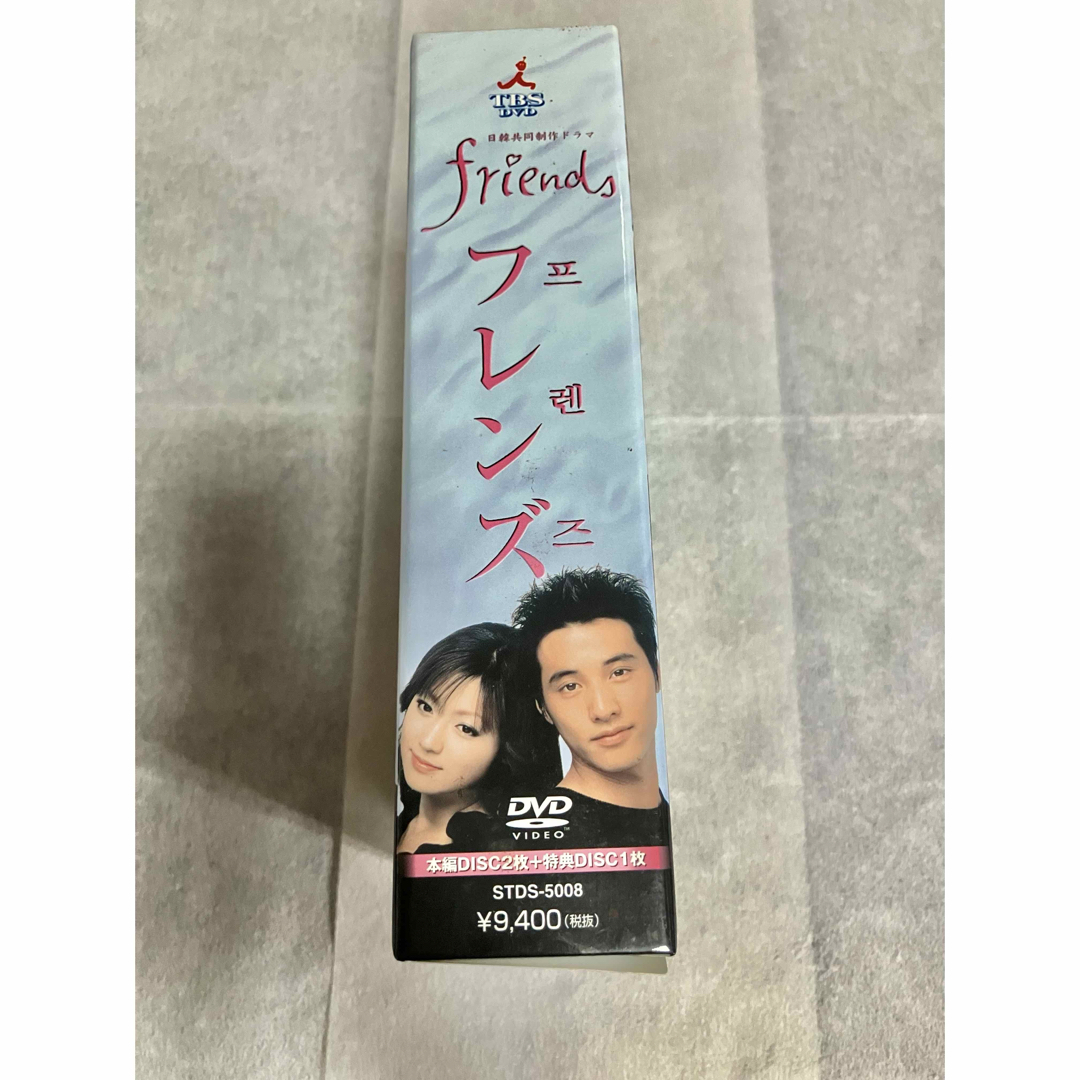 TBS
DVD
日韓共同制作ドラマ
friends
フレンズ
프렌즈
DVD
VIDEO
TM
本編DISC2枚+特典DISC1枚
STDS-5008
¥9,400(税抜)